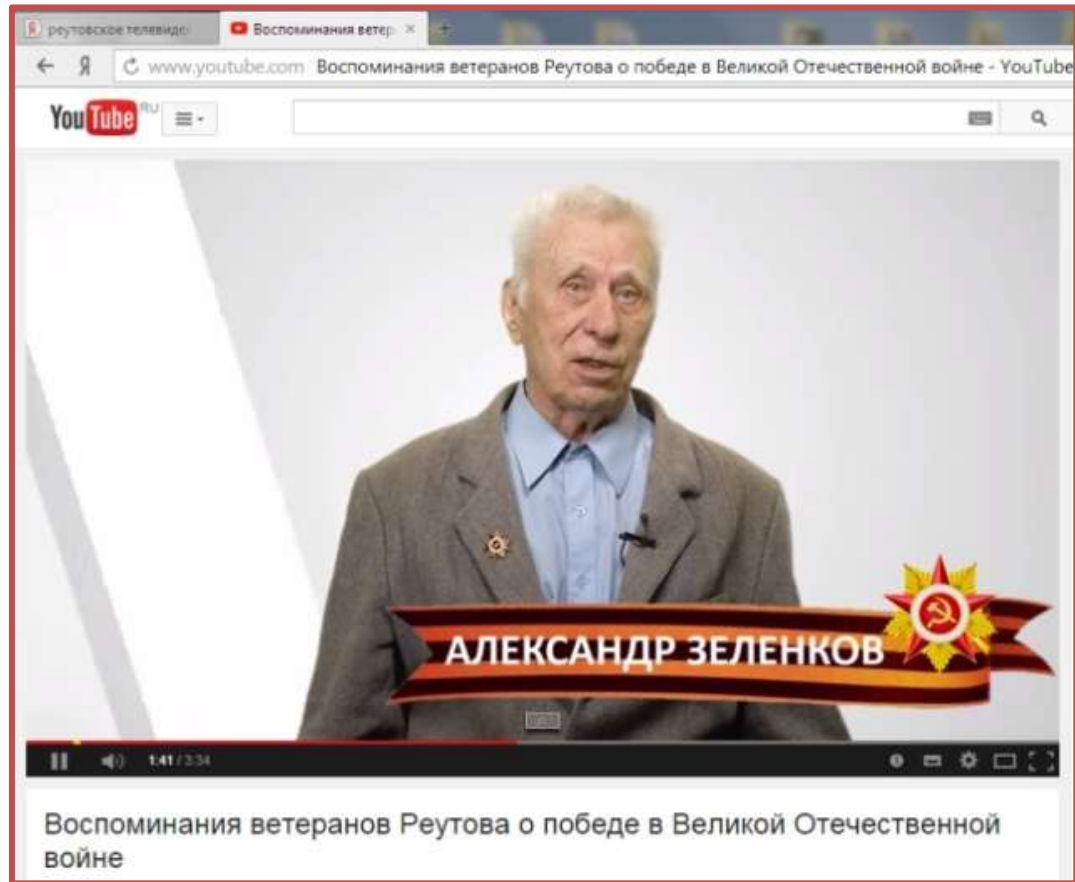 реутовское телевиде
Воспоминания ветер
www.youtube.com Воспоминания ветеранов Реутова о победе в Великой Отечественной войне - YouTube
YouTube RU
АЛЕКСАНДР ЗЕЛЕНКОВ
1:41 / 3:34
Воспоминания ветеранов Реутова о победе в Великой Отечественной
войне